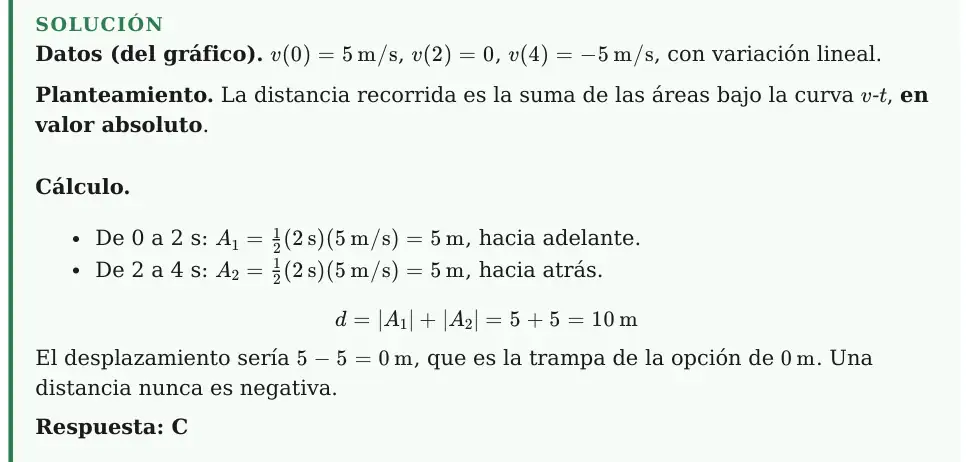 SOLUCIÓN
Datos (del gráfico). v(0) = 5 m/s, v(2) = 0, v(4) = −5 m/s, con variación lineal.
Planteamiento. La distancia recorrida es la suma de las áreas bajo la curva v-t, en
valor absoluto.
Cálculo.
• De 0 a 2 s: A₁ = ½(2 s)(5 m/s) = 5 m, hacia adelante.
• De 2 a 4 s: A₂ = ½(2 s)(5 m/s) = 5 m, hacia atrás.
d = |A₁| + |A₂| = 5 + 5 = 10 m
El desplazamiento sería 5 − 5 = 0 m, que es la trampa de la opción de 0 m. Una
distancia nunca es negativa.
Respuesta: C